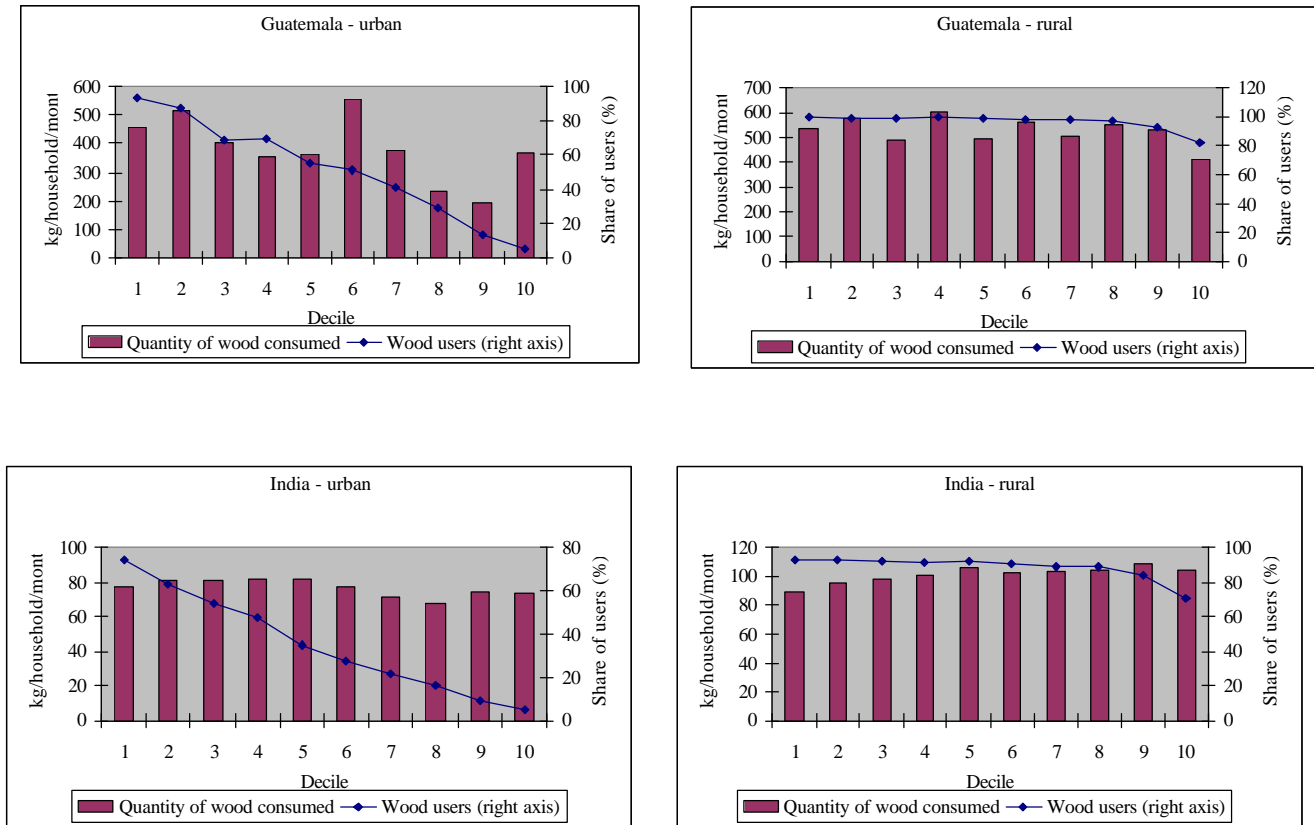 Guatemala - urban
kg/household/mont
600
500
400
300
200
100
0
100
80
60
40
20
0
Share of users (%)
1 2 3 4 5 6 7 8 9 10
Decile
Quantity of wood consumed Wood users (right axis)
Guatemala - rural
kg/household/mont
700
600
500
400
300
200
100
0
120
100
80
60
40
20
0
Share of users (%)
1 2 3 4 5 6 7 8 9 10
Decile
Quantity of wood consumed Wood users (right axis)
India - urban
kg/household/mont
100
80
60
40
20
0
80
60
40
20
0
Share of users (%)
1 2 3 4 5 6 7 8 9 10
Decile
Quantity of wood consumed Wood users (right axis)
India - rural
kg/household/mont
120
100
80
60
40
20
0
100
80
60
40
20
0
Share of users (%)
1 2 3 4 5 6 7 8 9 10
Decile
Quantity of wood consumed Wood users (right axis)